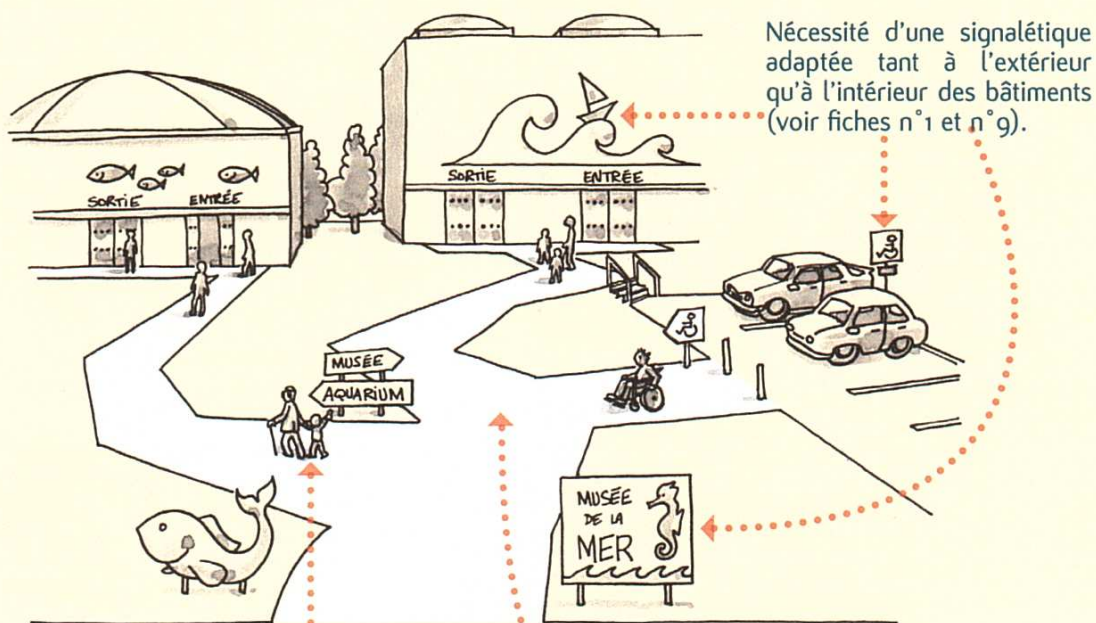 Nécessité d'une signalétique
adaptée tant à l'extérieur
qu'à l'intérieur des bâtiments
(voir fiches n°1 et n°9).
SORTIE ENTRÉE
SORTIE ENTRÉE
MUSÉE
AQUARIUM
MUSÉE
DE LA
MER